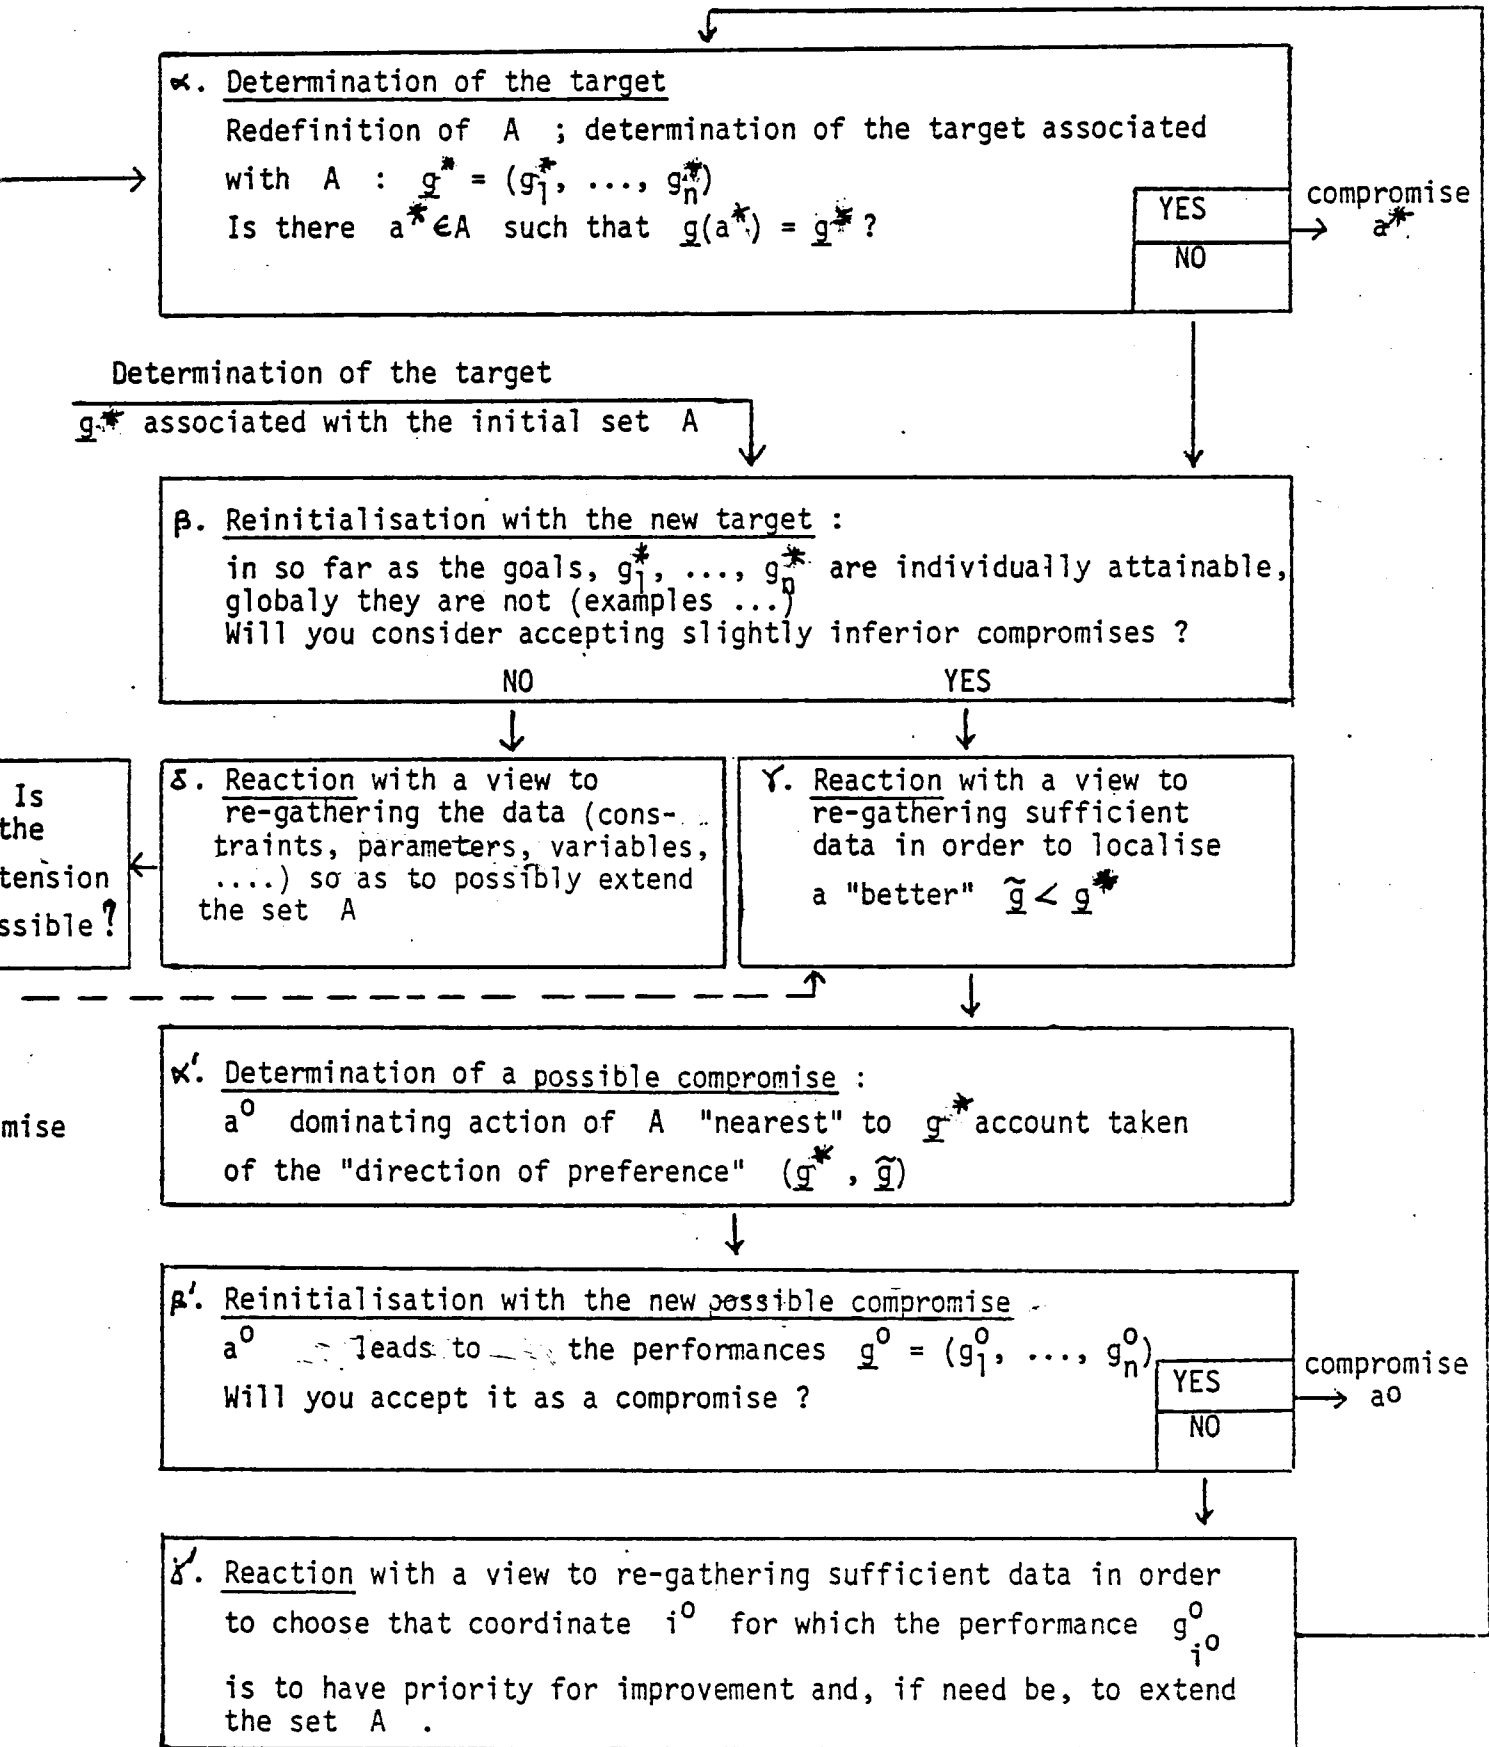 α. Determination of the target
Redefinition of A ; determination of the target associated
with A : g* = (g*1, ..., g*n)
Is there a* ∈A such that g(a*) = g* ?
YES
NO
compromise
a*
Determination of the target
g* associated with the initial set A
β. Reinitialisation with the new target :
in so far as the goals, g*1, ..., g*n are individually attainable,
globaly they are not (examples ...)
Will you consider accepting slightly inferior compromises ?
NO YES
Is
the
tension
ssible ?
δ. Reaction with a view to
re-gathering the data (cons-
traints, parameters, variables,
....) so as to possibly extend
the set A
γ. Reaction with a view to
re-gathering sufficient
data in order to localise
a "better" g̃ < g*
mise
α'. Determination of a possible compromise :
a⁰ dominating action of A "nearest" to g* account taken
of the "direction of preference" (g* , g̃)
β'. Reinitialisation with the new possible compromise
a⁰ leads to the performances g⁰ = (g⁰1, ..., g⁰n)
Will you accept it as a compromise ?
YES
NO
compromise
a⁰
γ'. Reaction with a view to re-gathering sufficient data in order
to choose that coordinate i⁰ for which the performance g⁰i⁰
is to have priority for improvement and, if need be, to extend
the set A .